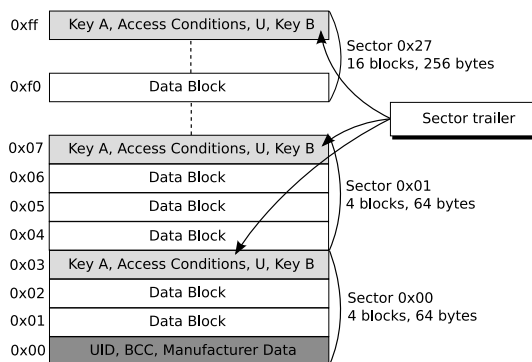 0xff
Key A, Access Conditions, U, Key B
Sector 0x27
16 blocks, 256 bytes
0xf0
Data Block
Sector trailer
0x07
Key A, Access Conditions, U, Key B
0x06
Data Block
0x05
Data Block
Sector 0x01
4 blocks, 64 bytes
0x04
Data Block
0x03
Key A, Access Conditions, U, Key B
0x02
Data Block
Sector 0x00
4 blocks, 64 bytes
0x01
Data Block
0x00
UID, BCC, Manufacturer Data